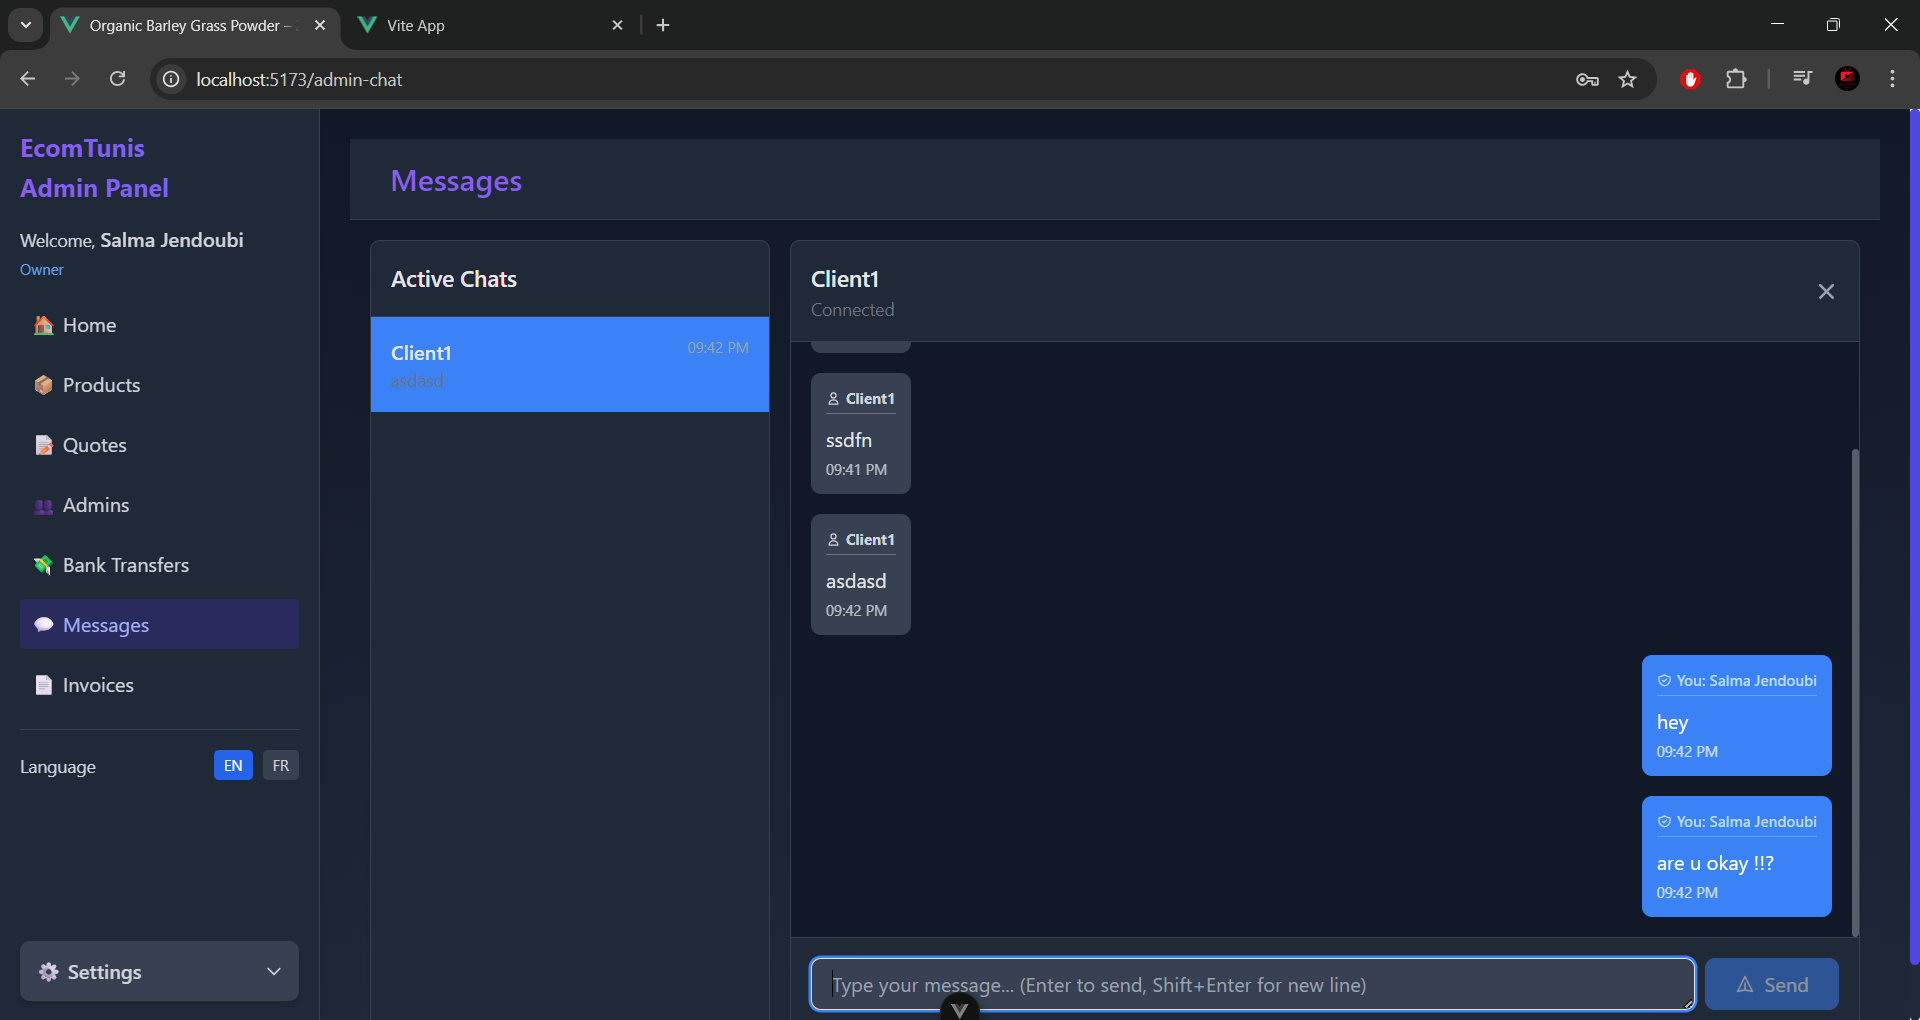 Organic Barley Grass Powder –
Vite App
localhost:5173/admin-chat
EcomTunis
Admin Panel
Welcome, Salma Jendoubi
Owner
Home
Products
Quotes
Admins
Bank Transfers
Messages
Invoices
Language
EN
FR
Settings
Messages
Active Chats
Client1
09:42 PM
asdasd
Client1
Connected
Client1
ssdfn
09:41 PM
Client1
asdasd
09:42 PM
You: Salma Jendoubi
hey
09:42 PM
You: Salma Jendoubi
are u okay !!?
09:42 PM
Type your message... (Enter to send, Shift+Enter for new line)
Send